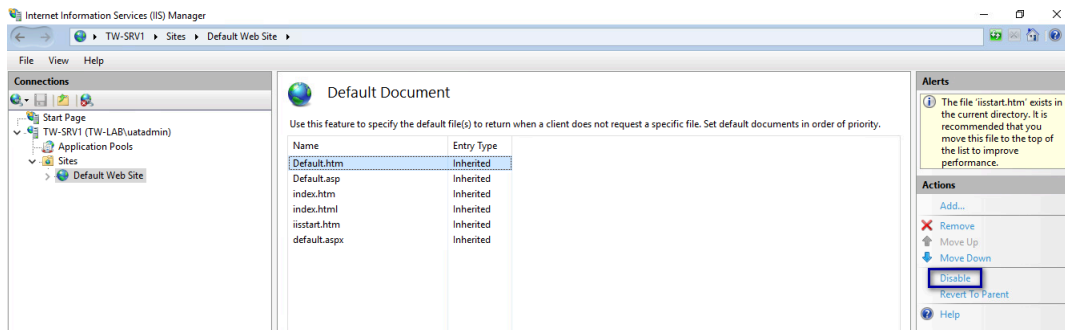 Internet Information Services (IIS) Manager
TW-SRV1 Sites Default Web Site
File View Help
Connections
Start Page
TW-SRV1 (TW-LAB\uatadmin)
Application Pools
Sites
Default Web Site
Default Document
Use this feature to specify the default file(s) to return when a client does not request a specific file. Set default documents in order of priority.
Name Entry Type
Default.htm Inherited
Default.asp Inherited
index.htm Inherited
index.html Inherited
iisstart.htm Inherited
default.aspx Inherited
Alerts
The file 'iisstart.htm' exists in
the current directory. It is
recommended that you
move this file to the top of
the list to improve
performance.
Actions
Add...
Remove
Move Up
Move Down
Disable
Revert To Parent
Help